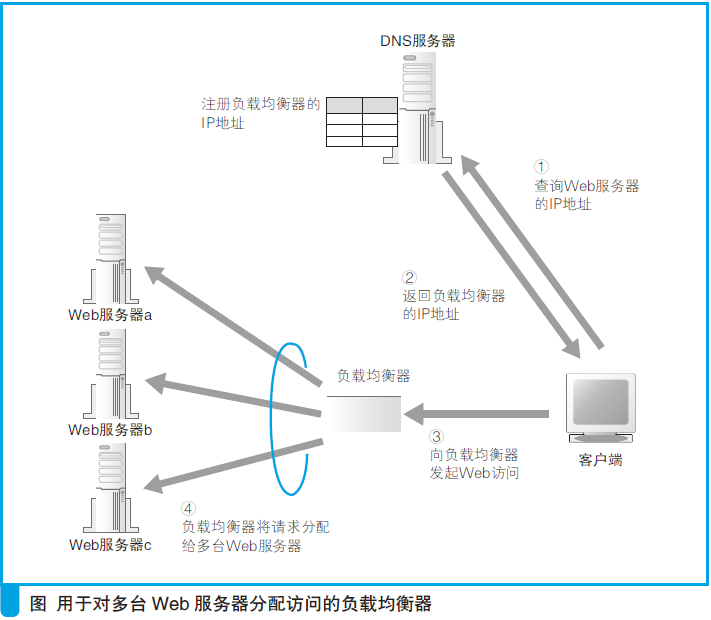 DNS服务器
注册负载均衡器的
IP地址
①
查询Web服务器
的IP地址
②
返回负载均衡器
的IP地址
Web服务器a
负载均衡器
Web服务器b
③
向负载均衡器
发起Web访问
客户端
④
负载均衡器将请求分配
给多台Web服务器
Web服务器c
图 用于对多台 Web 服务器分配访问的负载均衡器